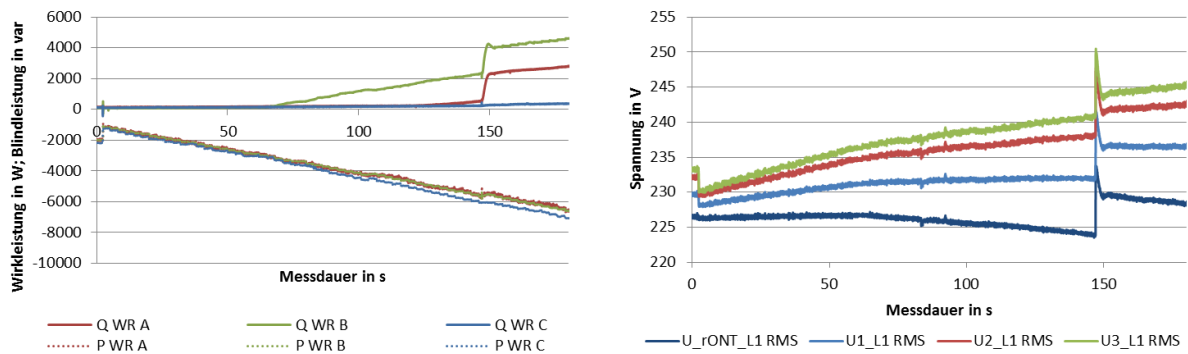 6000
4000
2000
0
-2000
-4000
-6000
-8000
-10000
Wirkleistung in W; Blindleistung in var
0
50
100
150
Messdauer in s
Q WR A
Q WR B
Q WR C
P WR A
P WR B
P WR C
255
250
245
240
235
230
225
220
Spannung in V
0
50
100
150
Messdauer in s
U_rONT_L1 RMS
U1_L1 RMS
U2_L1 RMS
U3_L1 RMS